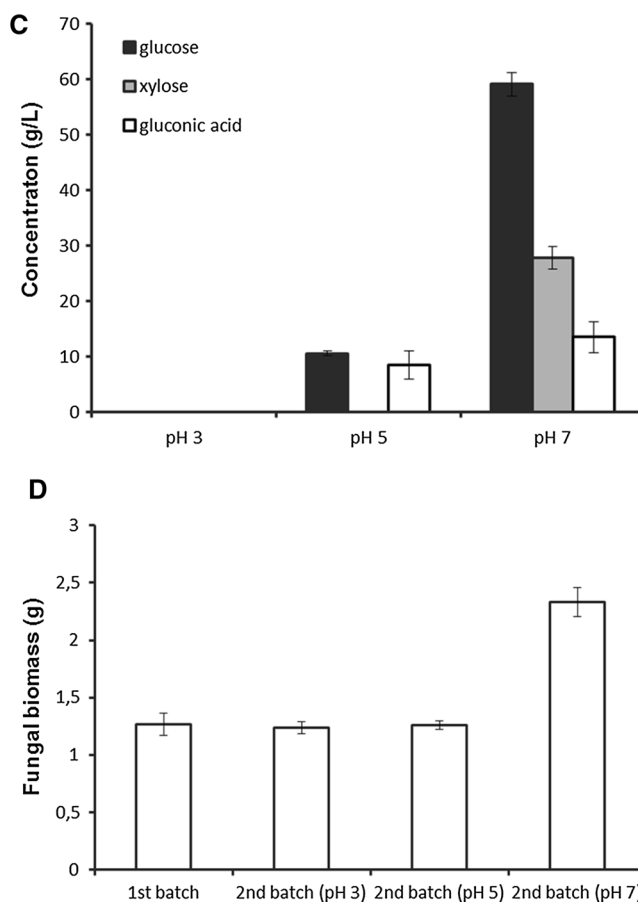 C
70
60
50
40
30
20
10
0
Concentraton (g/L)
glucose
xylose
gluconic acid
pH 3 pH 5 pH 7
D
3
2,5
2
1,5
1
0,5
0
Fungal biomass (g)
1st batch 2nd batch (pH 3) 2nd batch (pH 5) 2nd batch (pH 7)